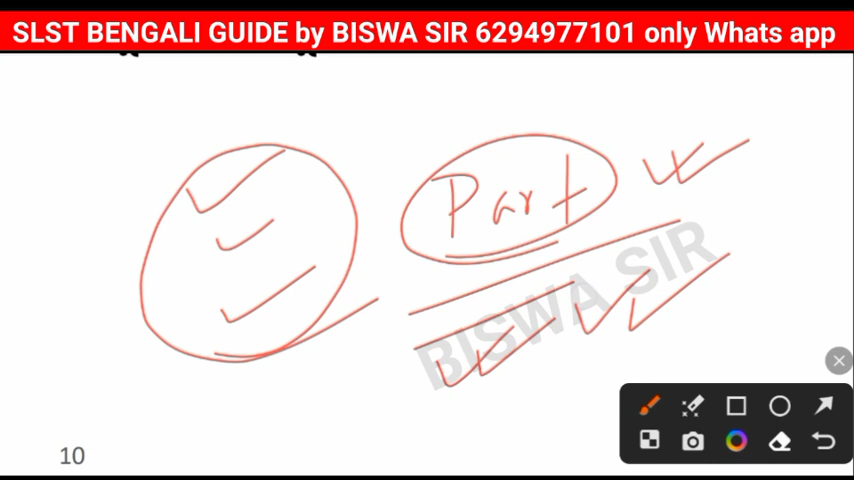 SLST BENGALI GUIDE by BISWA SIR 6294977101 only Whats app
Part
BISWA SIR
10